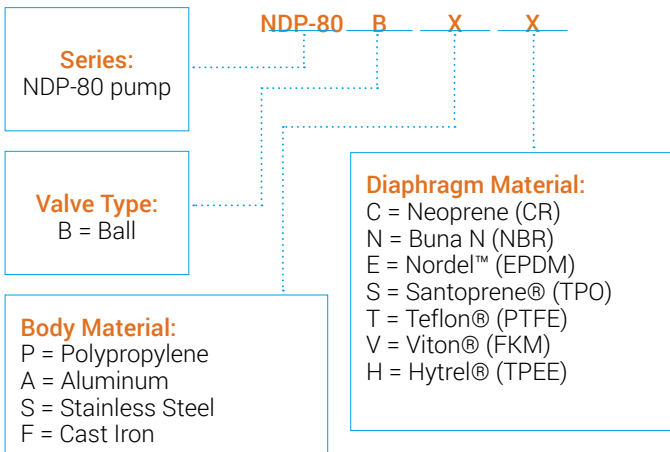 NDP-80 B X X
Series:
NDP-80 pump
Valve Type:
B = Ball
Body Material:
P = Polypropylene
A = Aluminum
S = Stainless Steel
F = Cast Iron
Diaphragm Material:
C = Neoprene (CR)
N = Buna N (NBR)
E = Nordel™ (EPDM)
S = Santoprene® (TPO)
T = Teflon® (PTFE)
V = Viton® (FKM)
H = Hytrel® (TPEE)